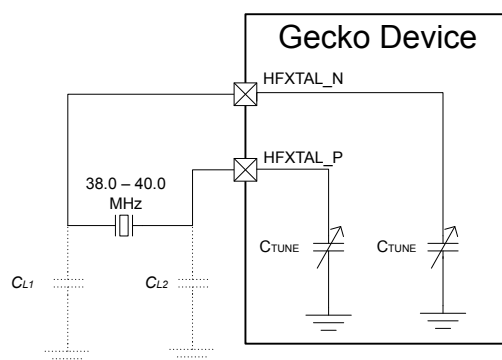 Gecko Device
HFXTAL_N
HFXTAL_P
38.0 – 40.0
MHz
CTUNE
CTUNE
CL1
CL2